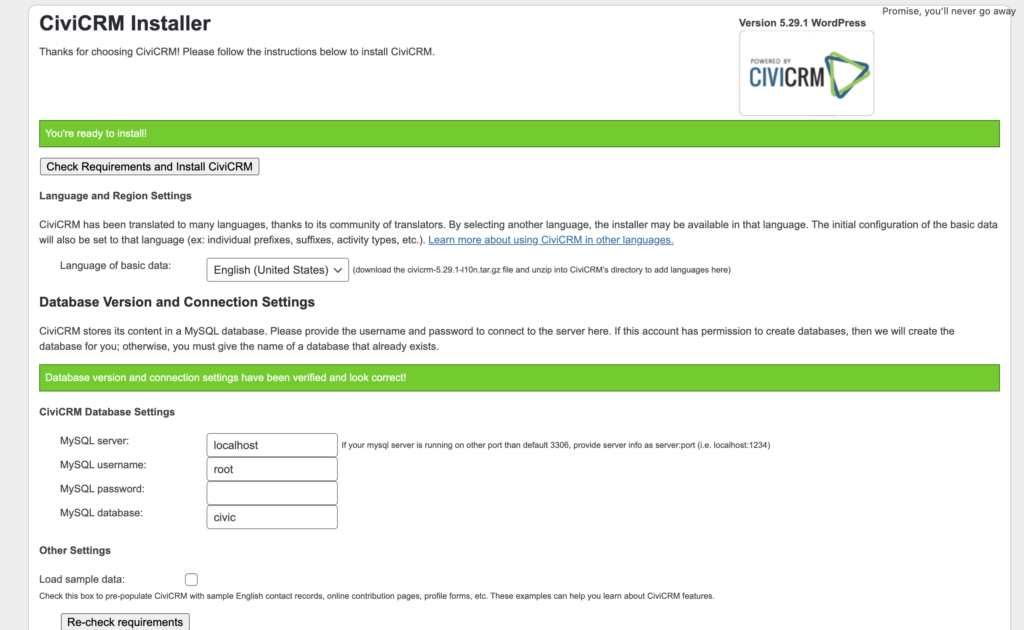 Promise, you'll never go away
CiviCRM Installer
Version 5.29.1 WordPress
Thanks for choosing CiviCRM! Please follow the instructions below to install CiviCRM.
POWERED BY
CIVICRM
You're ready to install!
Check Requirements and Install CiviCRM
Language and Region Settings
CiviCRM has been translated to many languages, thanks to its community of translators. By selecting another language, the installer may be available in that language. The initial configuration of the basic data
will also be set to that language (ex: individual prefixes, suffixes, activity types, etc.). Learn more about using CiviCRM in other languages.
Language of basic data: English (United States) (download the civicrm-5.29.1-l10n.tar.gz file and unzip into CiviCRM's directory to add languages here)
Database Version and Connection Settings
CiviCRM stores its content in a MySQL database. Please provide the username and password to connect to the server here. If this account has permission to create databases, then we will create the
database for you; otherwise, you must give the name of a database that already exists.
Database version and connection settings have been verified and look correct!
CiviCRM Database Settings
MySQL server: localhost If your mysql server is running on other port than default 3306, provide server info as server:port (i.e. localhost:1234)
MySQL username: root
MySQL password:
MySQL database: civic
Other Settings
Load sample data:
Check this box to pre-populate CiviCRM with sample English contact records, online contribution pages, profile forms, etc. These examples can help you learn about CiviCRM features.
Re-check requirements